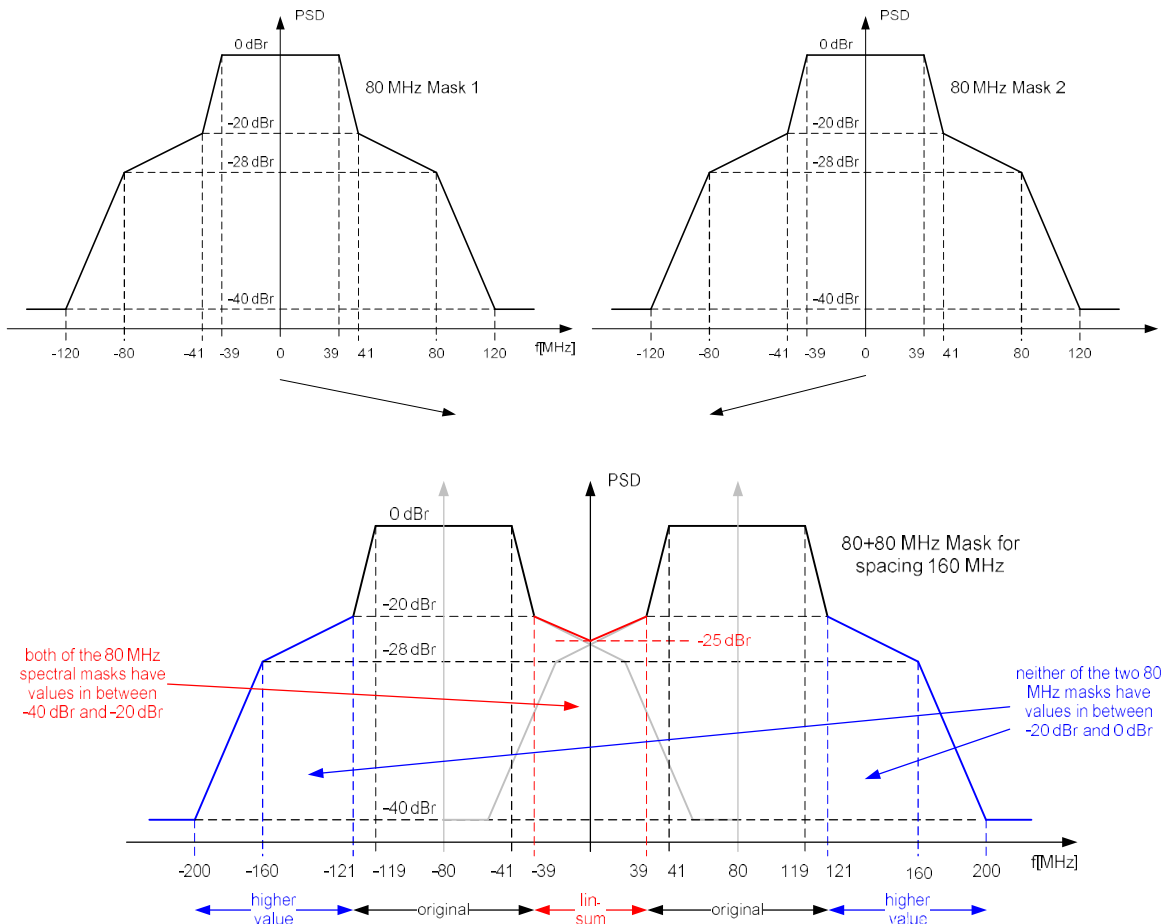 PSD
0 dBr
80 MHz Mask 1
-20 dBr
-28 dBr
-40 dBr
-120 -80 -41 -39 0 39 41 80 120
f[MHz]
PSD
0 dBr
80 MHz Mask 2
-20 dBr
-28 dBr
-40 dBr
-120 -80 -41 -39 0 39 41 80 120
PSD
0 dBr
80+80 MHz Mask for
spacing 160 MHz
-20 dBr
-25 dBr
-28 dBr
both of the 80 MHz
spectral masks have
values in between
-40 dBr and -20 dBr
neither of the two 80
MHz masks have
values in between
-20 dBr and 0 dBr
-40 dBr
-200 -160 -121 -119 -80 -41 -39 39 41 80 119 121 160 200
f[MHz]
higher
value
original
lin-
sum
original
higher
value